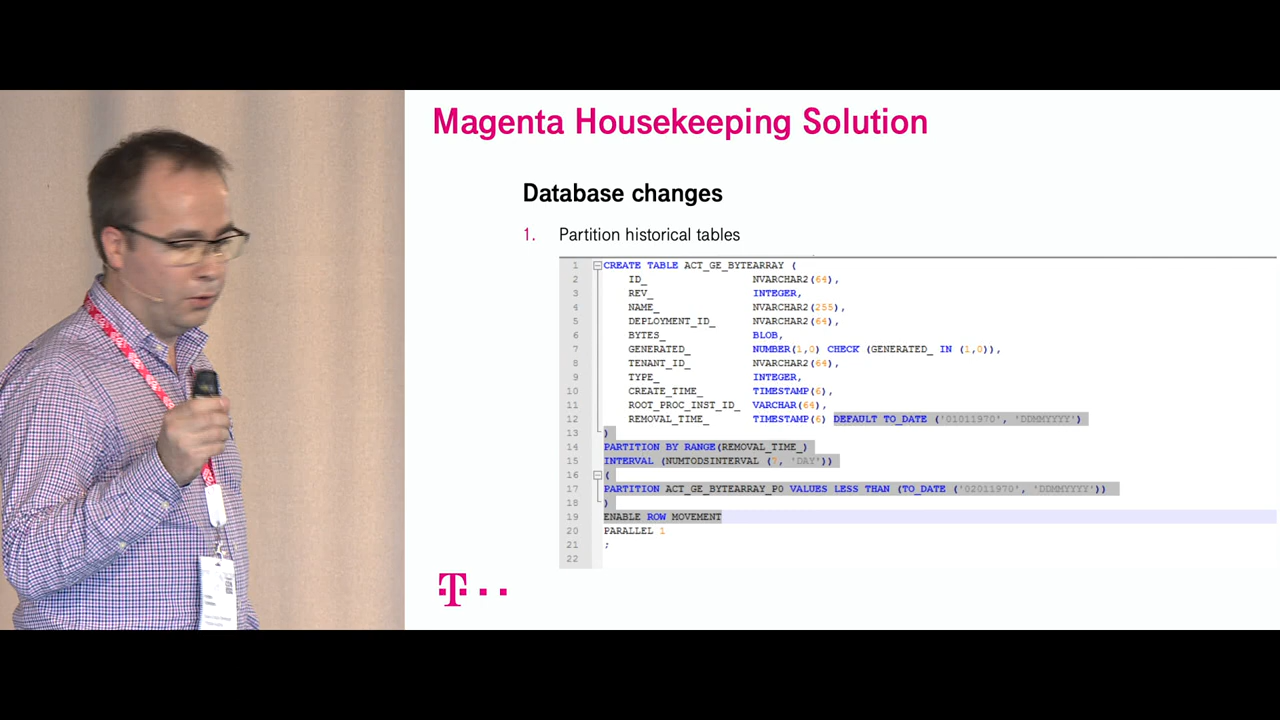 Magenta Housekeeping Solution
Database changes
1. Partition historical tables
1 CREATE TABLE ACT_GE_BYTEARRAY (
2 ID_ NVARCHAR2(64),
3 REV_ INTEGER,
4 NAME_ NVARCHAR2(255),
5 DEPLOYMENT_ID_ NVARCHAR2(64),
6 BYTES_ BLOB,
7 GENERATED_ NUMBER(1,0) CHECK (GENERATED_ IN (1,0)),
8 TENANT_ID_ NVARCHAR2(64),
9 TYPE_ INTEGER,
10 CREATE_TIME_ TIMESTAMP(6),
11 ROOT_PROC_INST_ID_ VARCHAR(64),
12 REMOVAL_TIME_ TIMESTAMP(6) DEFAULT TO_DATE ('01011970', 'DDMMYYYY')
13 )
14 PARTITION BY RANGE(REMOVAL_TIME_)
15 INTERVAL (NUMTODSINTERVAL (7, 'DAY'))
16 (
17 PARTITION ACT_GE_BYTEARRAY_P0 VALUES LESS THAN (TO_DATE ('02011970', 'DDMMYYYY'))
18 )
19 ENABLE ROW MOVEMENT
20 PARALLEL 1
21 ;
22
T